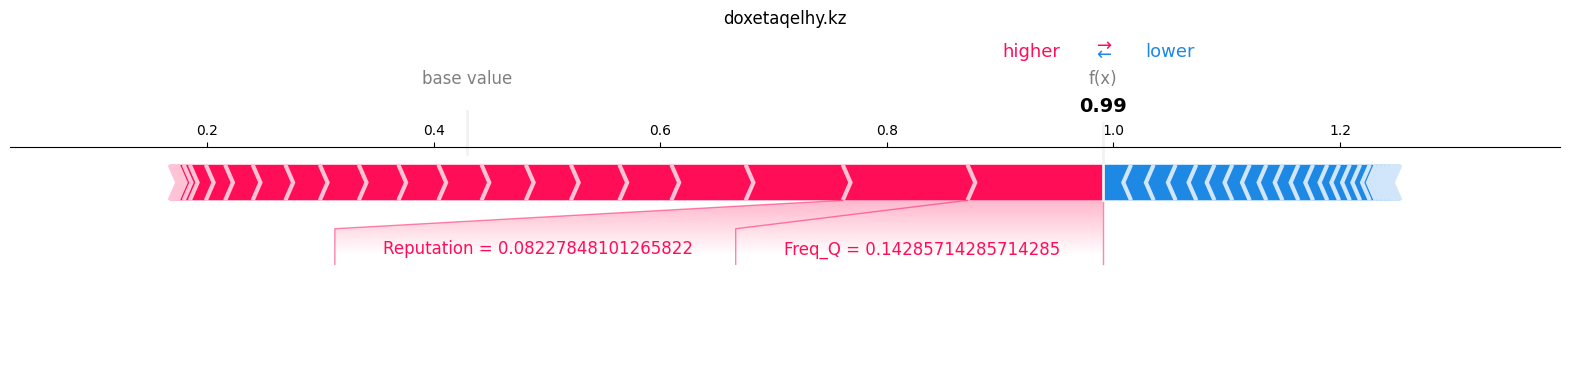 doxetaqelhy.kz
higher ⇄ lower
base value
f(x)
0.99
0.2 0.4 0.6 0.8 1.0 1.2
Reputation = 0.08227848101265822
Freq_Q = 0.14285714285714285